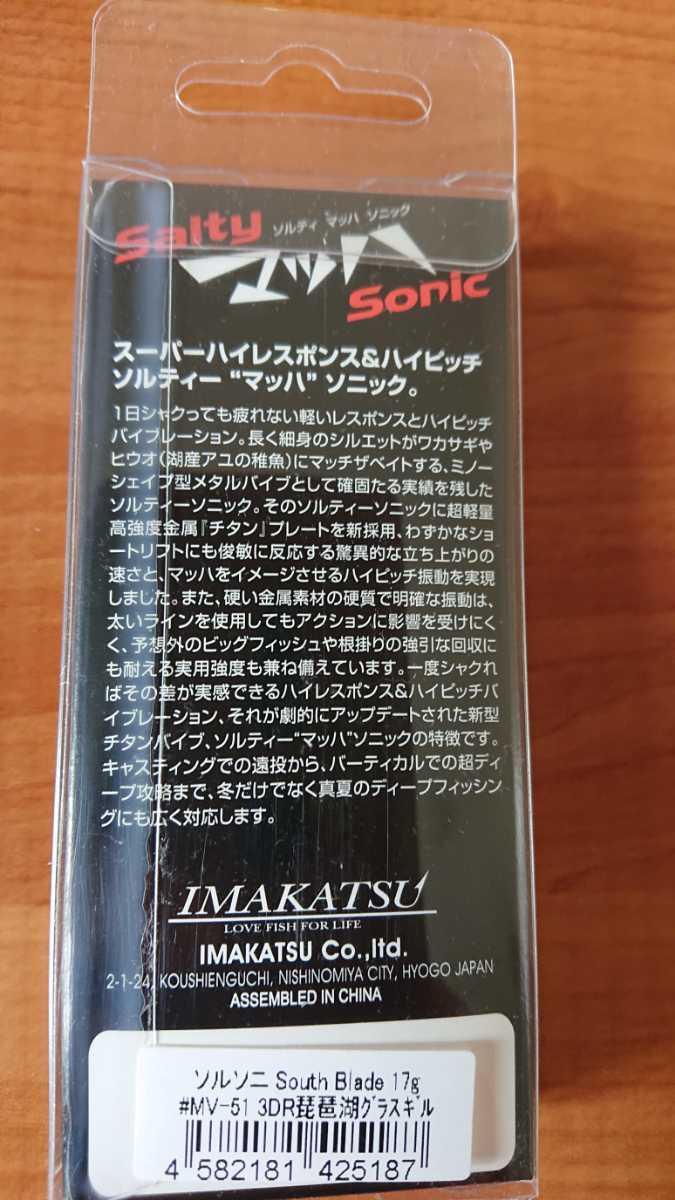 Salty
ソルティ マッハ ソニック
マッハ
Sonic
スーパーハイレスポンス&ハイピッチ
ソルティー “マッハ” ソニック。
1日シャクっても疲れない軽いレスポンスとハイピッチ
バイブレーション。長く細身のシルエットがワカサギや
ヒウオ(湖産アユの稚魚)にマッチザベイトする、ミノー
シェイプ型メタルバイブとして確固たる実績を残した
ソルティーソニック。そのソルティーソニックに超軽量
高強度金属『チタン』プレートを新採用、わずかなショ
ートリフトにも俊敏に反応する驚異的な立ち上がりの
速さと、マッハをイメージさせるハイピッチ振動を実現
しました。また、硬い金属素材の硬質で明確な振動は、
太いラインを使用してもアクションに影響を受けにく
く、予想外のビッグフィッシュや根掛りの強引な回収に
も耐える実用強度も兼ね備えています。一度シャクれ
ばその差が実感できるハイレスポンス&ハイピッチバ
イブレーション、それが劇的にアップデートされた新型
チタンバイブ、ソルティー“マッハ”ソニックの特徴です。
キャスティングでの遠投から、バーティカルでの超ディ
ープ攻略まで、冬だけでなく真夏のディープフィッシン
グにも広く対応します。
IMAKATSU
LOVE FISH FOR LIFE
IMAKATSU Co.,ltd.
2-1-24, KOUSHIENGUCHI, NISHINOMIYA CITY, HYOGO JAPAN
ASSEMBLED IN CHINA
ソルソニ South Blade 17g
#MV-51 3DR琵琶湖ｸﾞﾗｽｷﾞﾙ
4 582181 425187